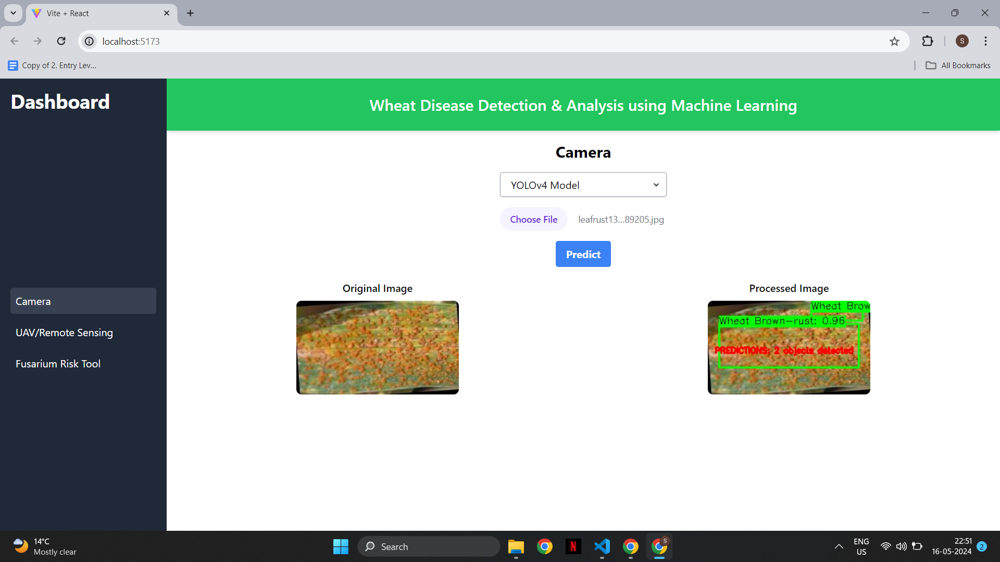 Vite + React
localhost:5173
S
Copy of 2. Entry Lev...
All Bookmarks
Dashboard
Wheat Disease Detection & Analysis using Machine Learning
Camera
YOLOv4 Model
Choose File leafrust13...89205.jpg
Predict
Original Image
Processed Image
Wheat Brow
Wheat Brown-rust: 0.96
PREDICTIONS: 2 objects detected
Camera
UAV/Remote Sensing
Fusarium Risk Tool
14°C
Mostly clear
Search
N
S
ENG
US
22:51
16-05-2024
2